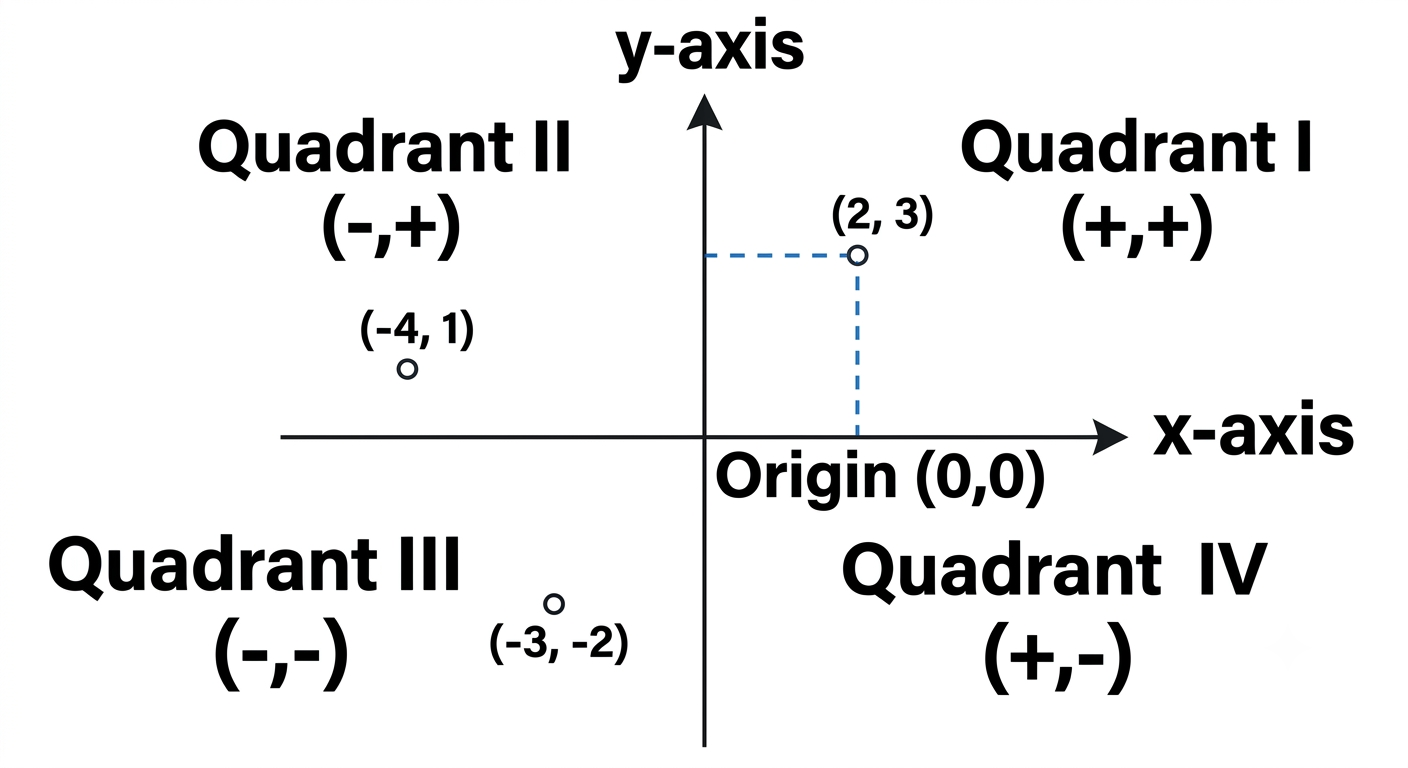 y-axis
Quadrant II
(-,+)
Quadrant I
(+,+)
(2, 3)
(-4, 1)
x-axis
Origin (0,0)
Quadrant III
(-,-)
(-3, -2)
Quadrant IV
(+,-)